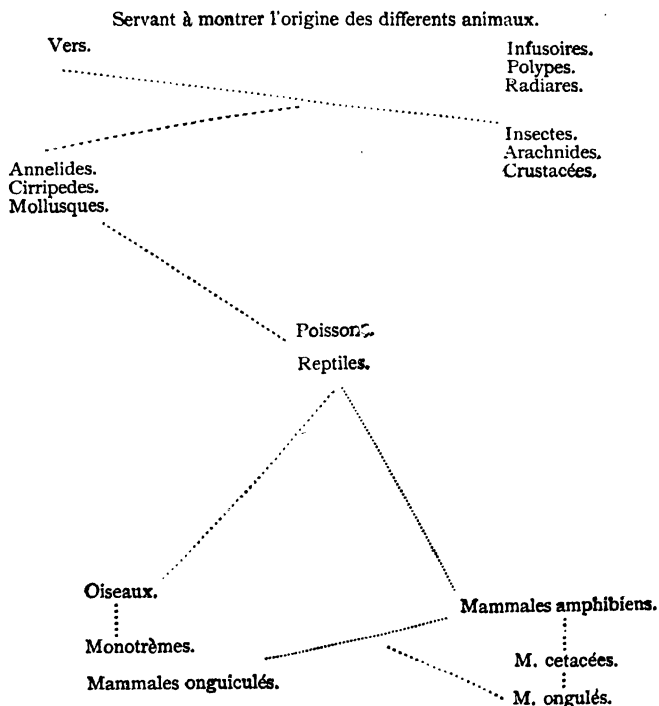 Servant à montrer l'origine des differents animaux.
Vers.
Infusoires.
Polypes.
Radiares.
Insectes.
Arachnides.
Crustacées.
Annelides.
Cirripedes.
Mollusques.
Poissons.
Reptiles.
Oiseaux.
Monotrèmes.
Mammales onguiculés.
Mammales amphibiens.
M. cetacées.
M. ongulés.